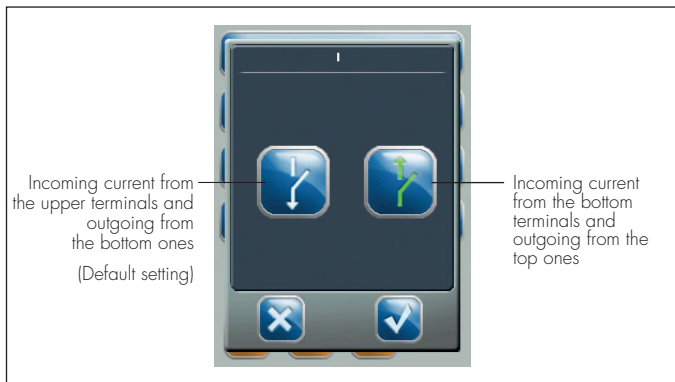 I
Incoming current from
the upper terminals and
outgoing from
the bottom ones
(Default setting)
Incoming current
from the bottom
terminals and
outgoing from the
top ones